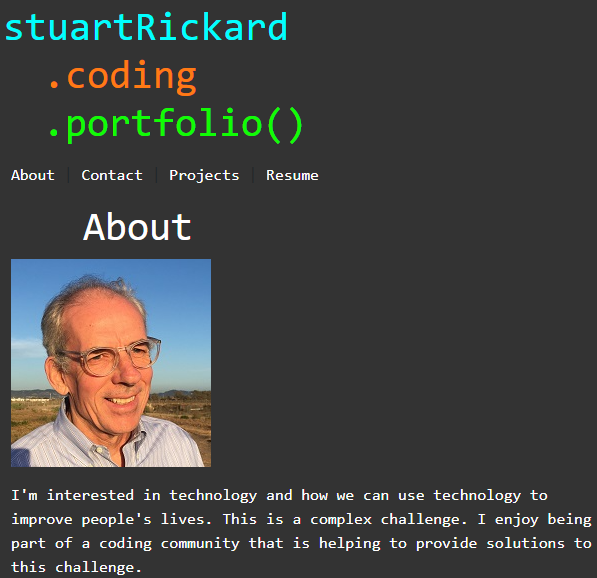 stuartRickard
.coding
.portfolio()
About | Contact | Projects | Resume
About
I'm interested in technology and how we can use technology to
improve people's lives. This is a complex challenge. I enjoy being
part of a coding community that is helping to provide solutions to
this challenge.